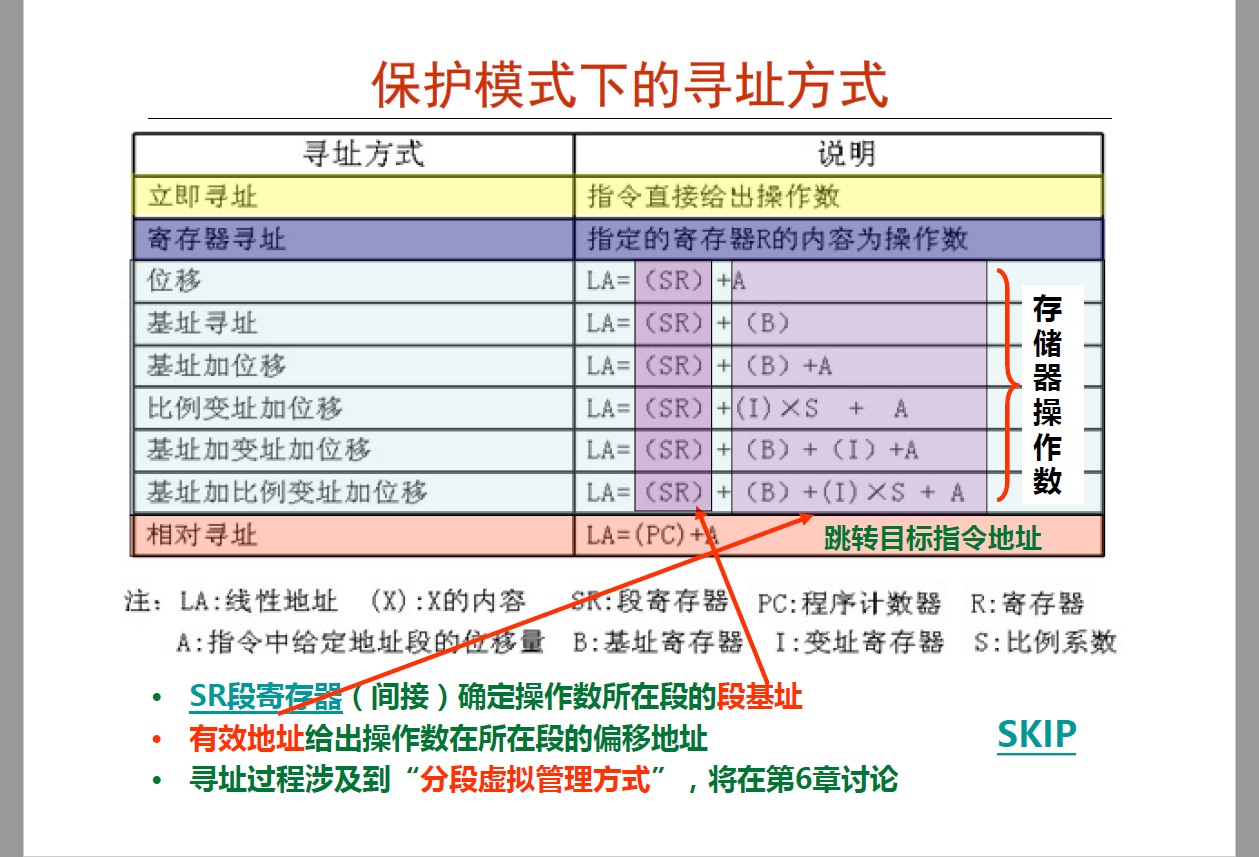 保护模式下的寻址方式
寻址方式 说明
立即寻址 指令直接给出操作数
寄存器寻址 指定的寄存器R的内容为操作数
位移 LA=(SR)+A
基址寻址 LA=(SR)+(B)
基址加位移 LA=(SR)+(B)+A
比例变址加位移 LA=(SR)+(I)×S + A
基址加变址加位移 LA=(SR)+(B)+(I)+A
基址加比例变址加位移 LA=(SR)+(B)+(I)×S + A
存储器操作数
相对寻址 LA=(PC)+A 跳转目标指令地址
注：LA:线性地址 (X):X的内容 SR:段寄存器 PC:程序计数器 R:寄存器
A:指令中给定地址段的位移量 B:基址寄存器 I:变址寄存器 S:比例系数
• SR段寄存器（间接）确定操作数所在段的段基址
• 有效地址给出操作数在所在段的偏移地址
SKIP
• 寻址过程涉及到“分段虚拟管理方式”，将在第6章讨论